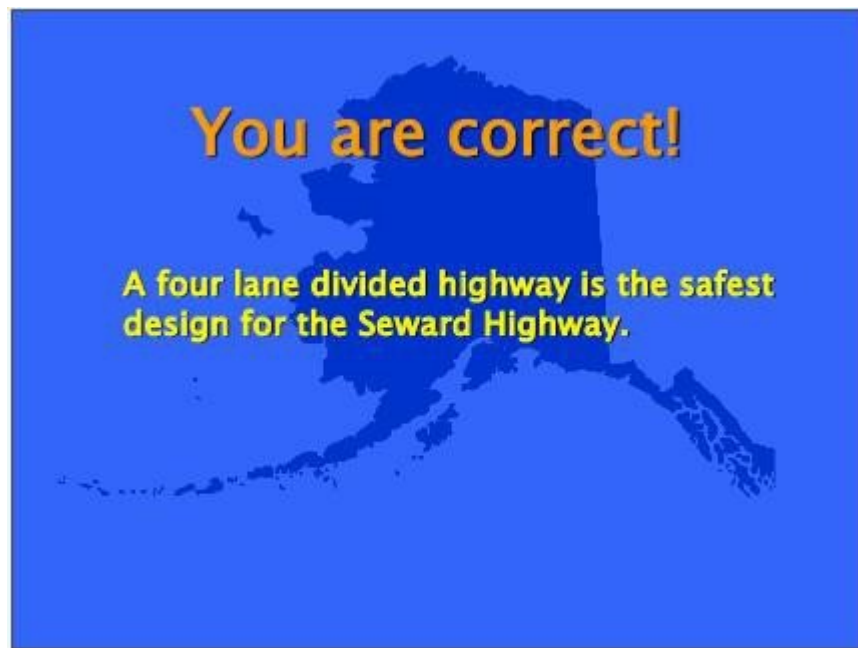 You are correct!
A four lane divided highway is the safest
design for the Seward Highway.